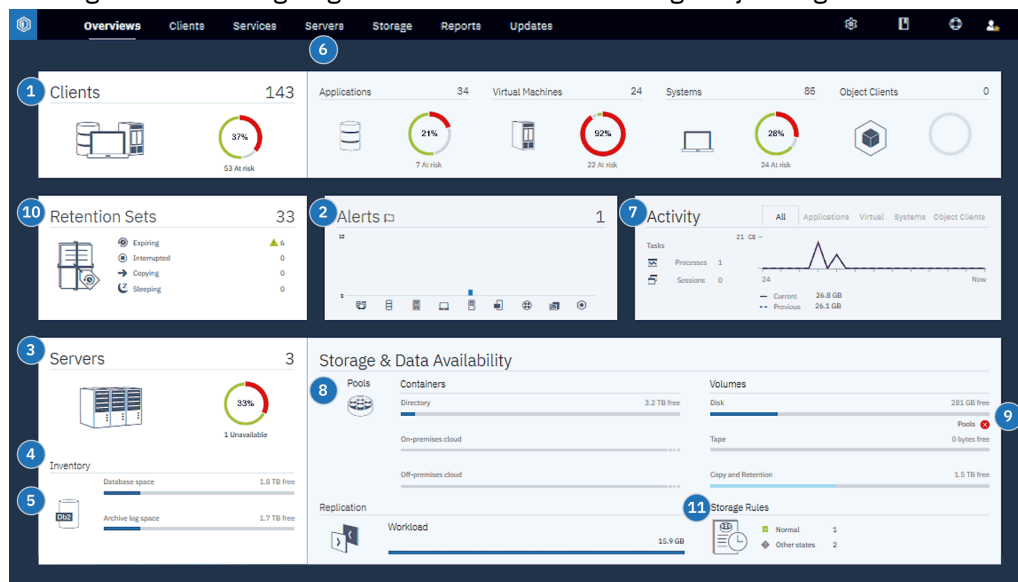 Overviews Clients Services Servers Storage Reports Updates
6
1 Clients 143
37%
53 At risk
Applications 34
21%
7 At risk
Virtual Machines 24
92%
22 At risk
Systems 85
28%
24 At risk
Object Clients 0
10 Retention Sets 33
Expiring 6
Interrupted 0
Copying 0
Sleeping 0
2 Alerts 1
10
0
7 Activity All Applications Virtual Systems Object Clients
Tasks
Processes 1
Sessions 0
21 GB
24 Now
Current 26.8 GB
Previous 26.1 GB
3 Servers 3
33%
1 Unavailable
4
Inventory
5
Database space 1.8 TB free
Db2
Archive log space 1.7 TB free
Storage & Data Availability
8 Pools
Containers
Directory 3.2 TB free
On-premises cloud
Off-premises cloud
Volumes
Disk 281 GB free
Pools 9
Tape 0 bytes free
Copy and Retention 1.5 TB free
Replication
Workload
15.9 GB
11 Storage Rules
Normal 1
Other states 2